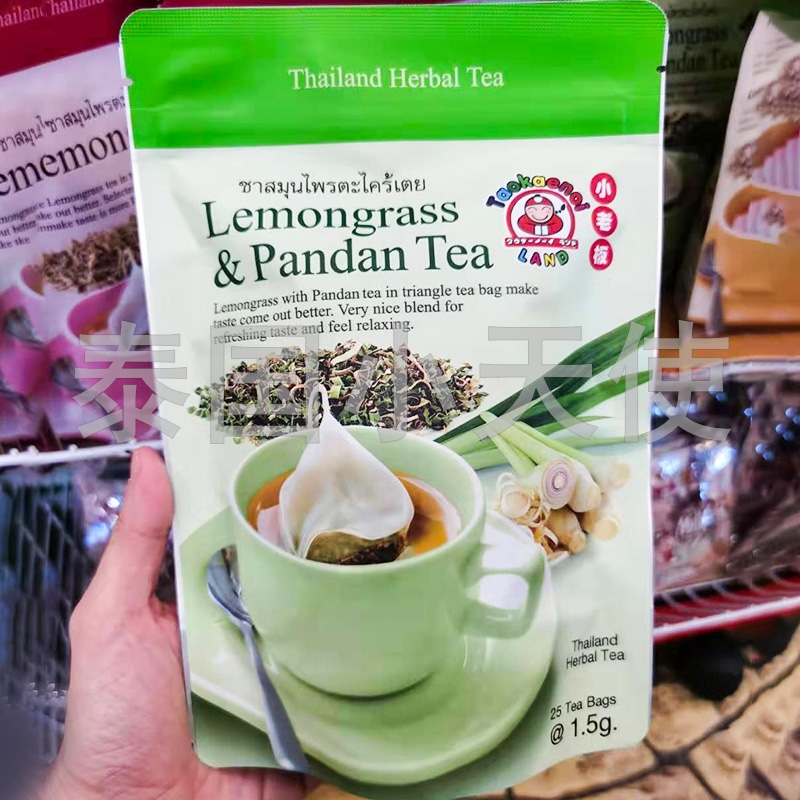 Thailand Herbal Tea
ชาสมุนไพรตะไคร้เตย
Lemongrass
& Pandan Tea
Taokaenoi
LAND
小老板
Lemongrass with Pandan tea in triangle tea bag make
taste come out better. Very nice blend for
refreshing taste and feel relaxing.
泰国小天使
Thailand
Herbal Tea
25 Tea Bags
@ 1.5g.
Pandan Tea